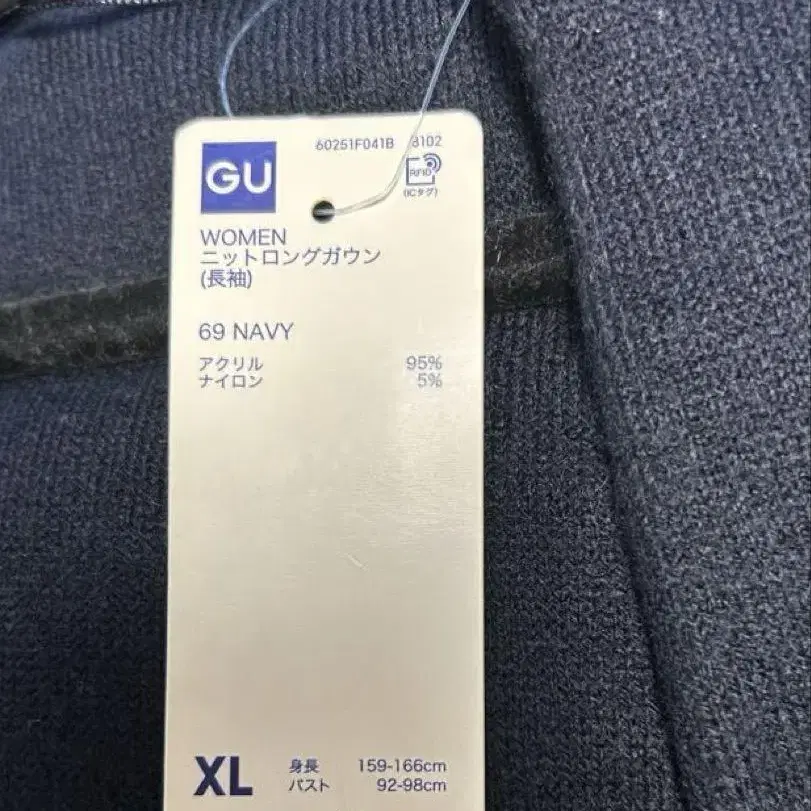 GU
60251F041B
8102
RFID
(ICタグ)
WOMEN
ニットロングガウン
(長袖)
69 NAVY
アクリル 95%
ナイロン 5%
XL 身長 159-166cm
バスト 92-98cm